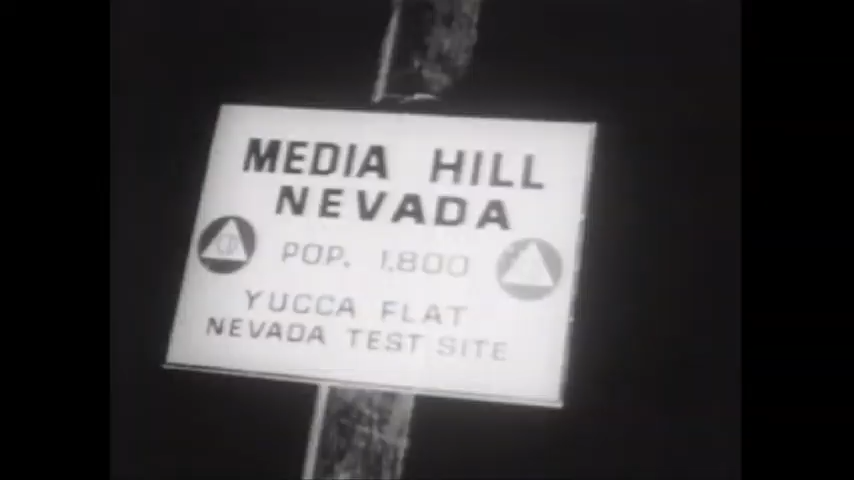 MEDIA HILL
NEVADA
POP. 1,800
YUCCA FLAT
NEVADA TEST SITE